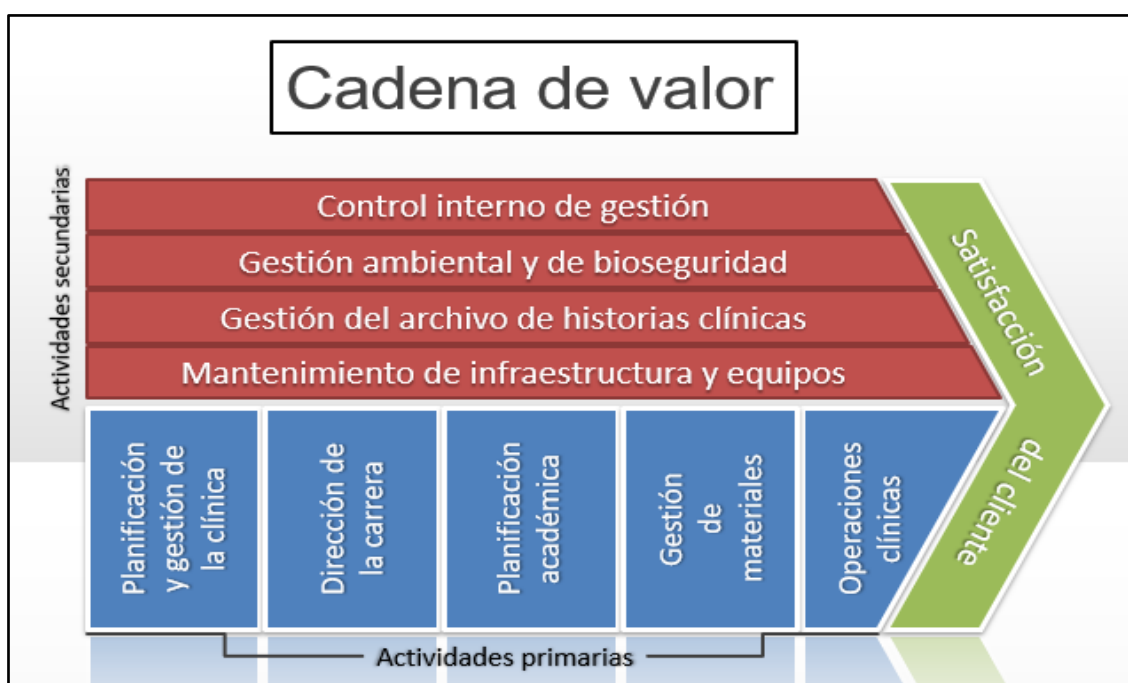 Cadena de valor
Actividades secundarias
Control interno de gestión
Gestión ambiental y de bioseguridad
Gestión del archivo de historias clínicas
Mantenimiento de infraestructura y equipos
Planificación
y gestión de
la clínica
Dirección de
la carrera
Planificación
académica
Gestión
de
materiales
Operaciones
clínicas
Satisfacción
del cliente
Actividades primarias